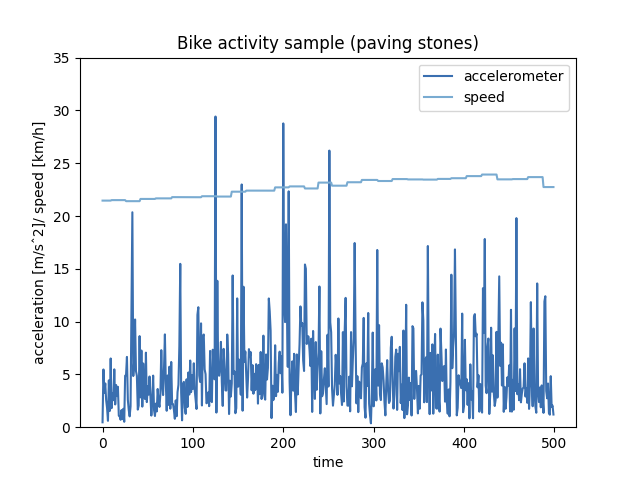 Bike activity sample (paving stones)
accelerometer
speed
acceleration [m/sˆ2]/ speed [km/h]
35
30
25
20
15
10
5
0
0 100 200 300 400 500
time